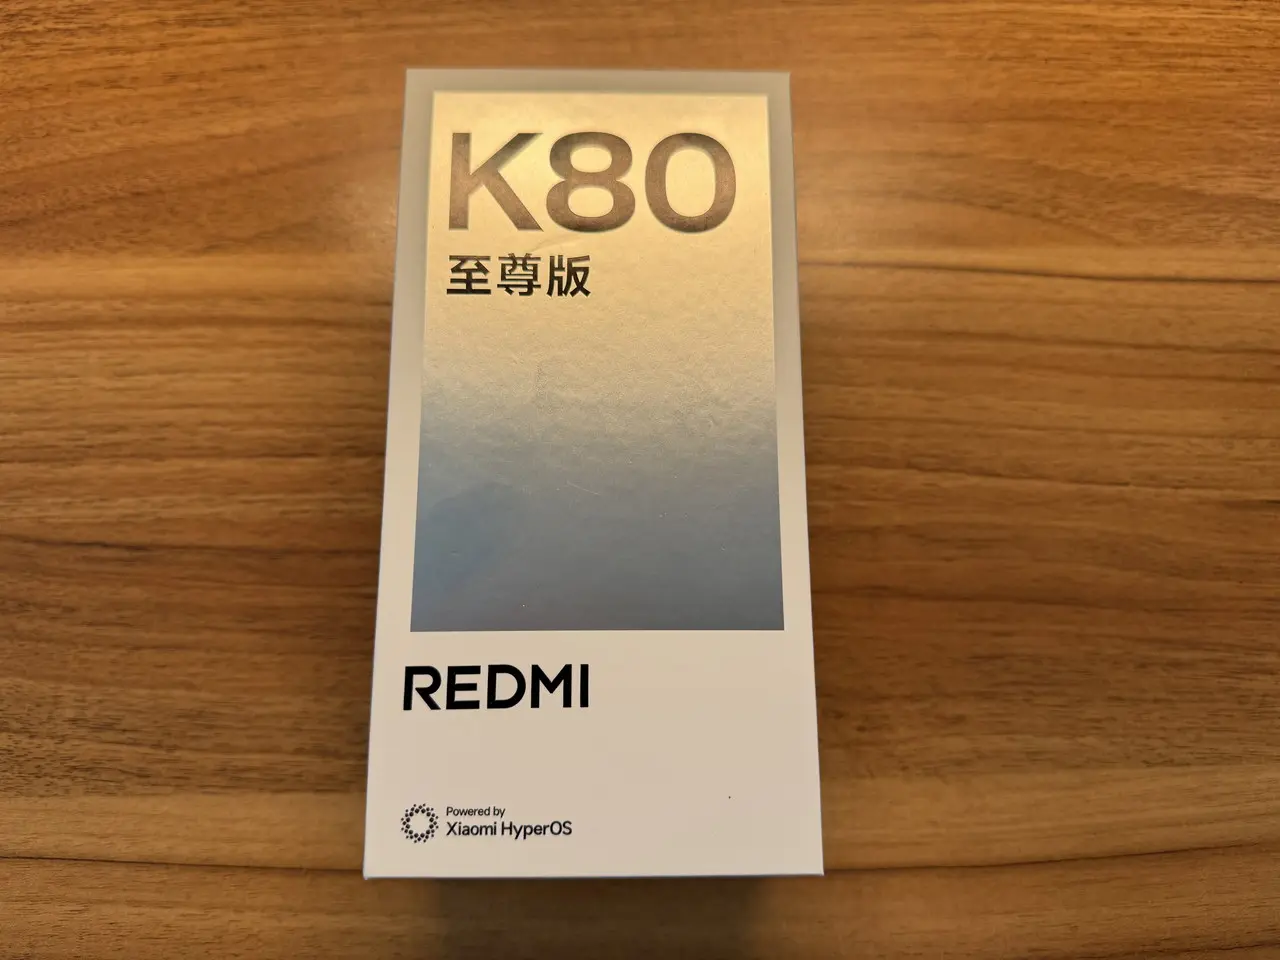 K80
至尊版
REDMI
Powered by
Xiaomi HyperOS